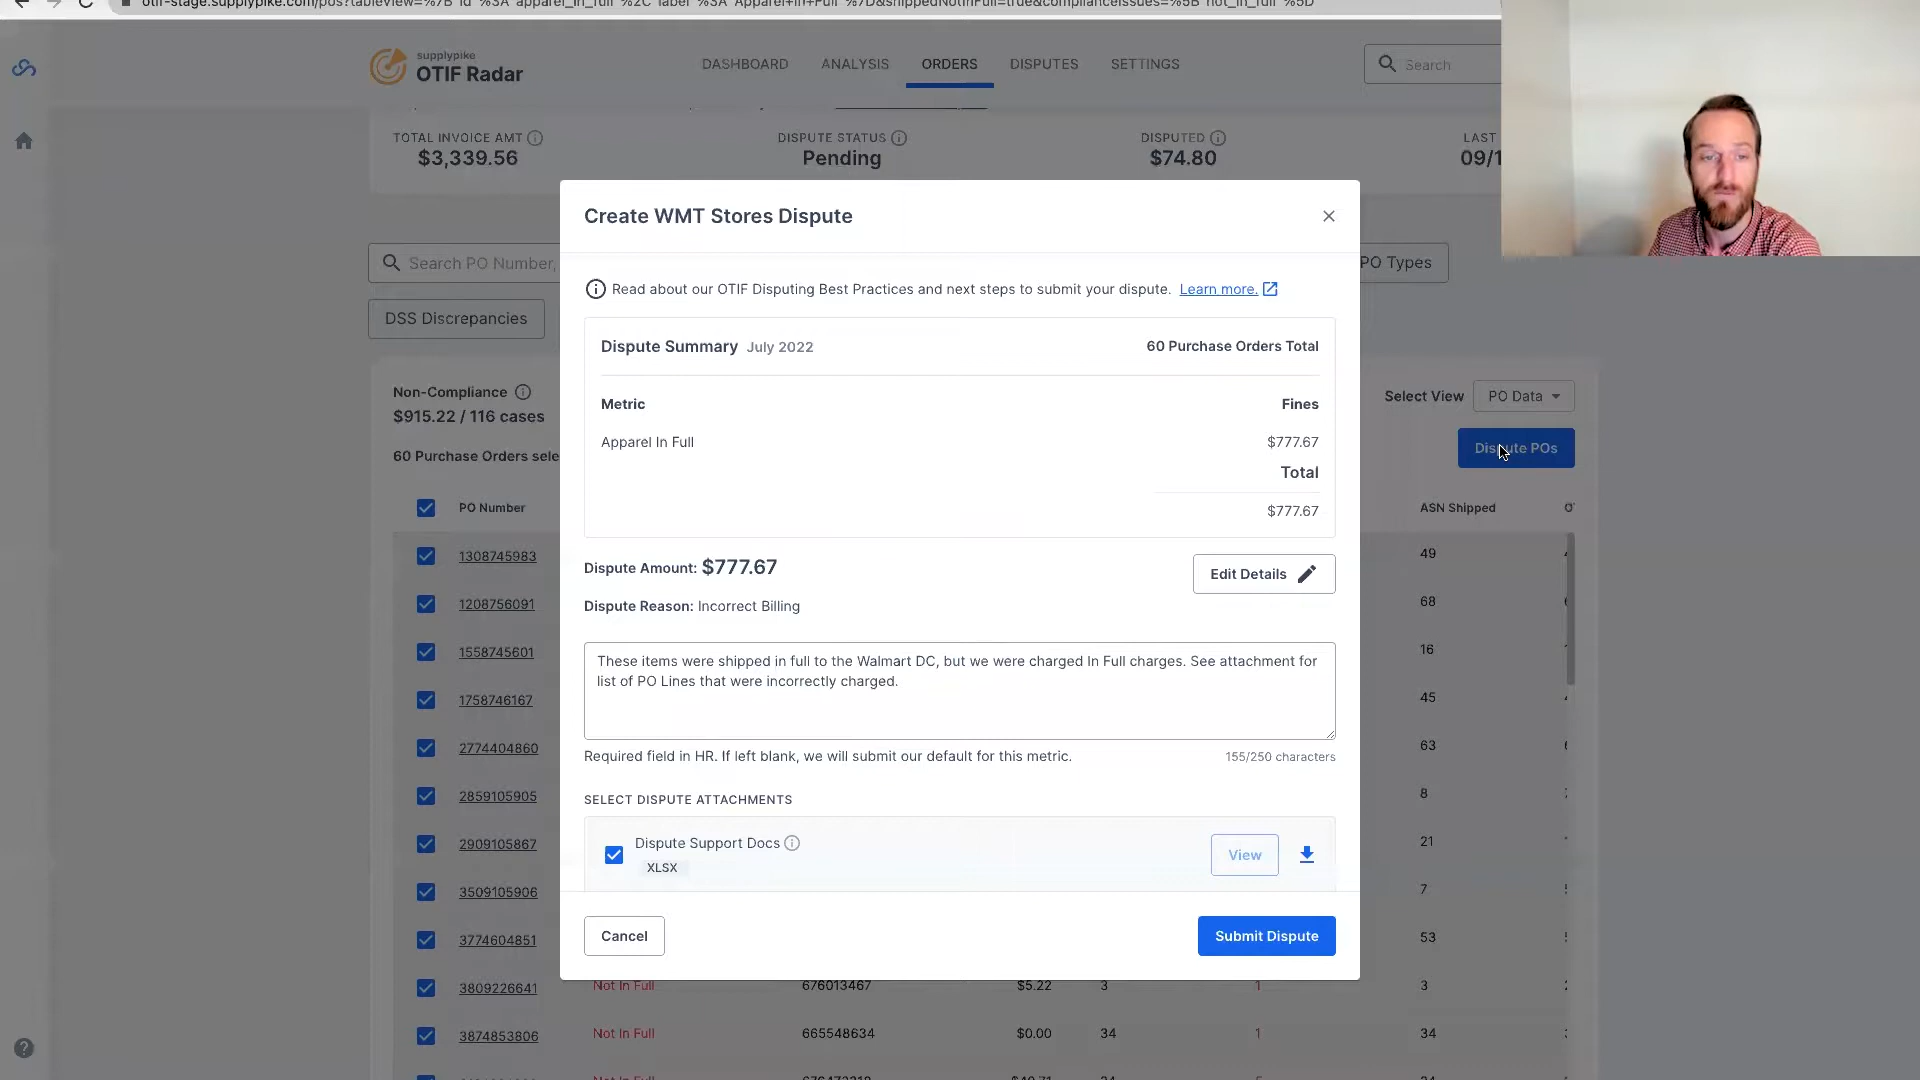 supplypike
OTIF Radar
DASHBOARD ANALYSIS ORDERS DISPUTES SETTINGS
Search
TOTAL INVOICE AMT
$3,339.56
DISPUTE STATUS
Pending
DISPUTED
$74.80
LAST
Search PO Number,
PO Types
DSS Discrepancies
Create WMT Stores Dispute
Read about our OTIF Disputing Best Practices and next steps to submit your dispute. Learn more.
Dispute Summary July 2022 60 Purchase Orders Total
Metric Fines
Apparel In Full $777.67
Total
$777.67
Dispute Amount: $777.67
Edit Details
Dispute Reason: Incorrect Billing
These items were shipped in full to the Walmart DC, but we were charged In Full charges. See attachment for
list of PO Lines that were incorrectly charged.
Required field in HR. If left blank, we will submit our default for this metric. 155/250 characters
SELECT DISPUTE ATTACHMENTS
Dispute Support Docs
XLSX
View
Cancel
Submit Dispute
Non-Compliance
$915.22 / 116 cases
Select View PO Data
60 Purchase Orders
Dispute POs
PO Number ASN Shipped
1308745983 49
1208756091 68
1558745601 16
1758746167 45
2774404860 63
2859105905 8
2909105867 21
3509105906 7
3774604851 53
3809226641 Not In Full 676013467 $5.22 3 1 3
3874853806 Not In Full 665548634 $0.00 34 1 34